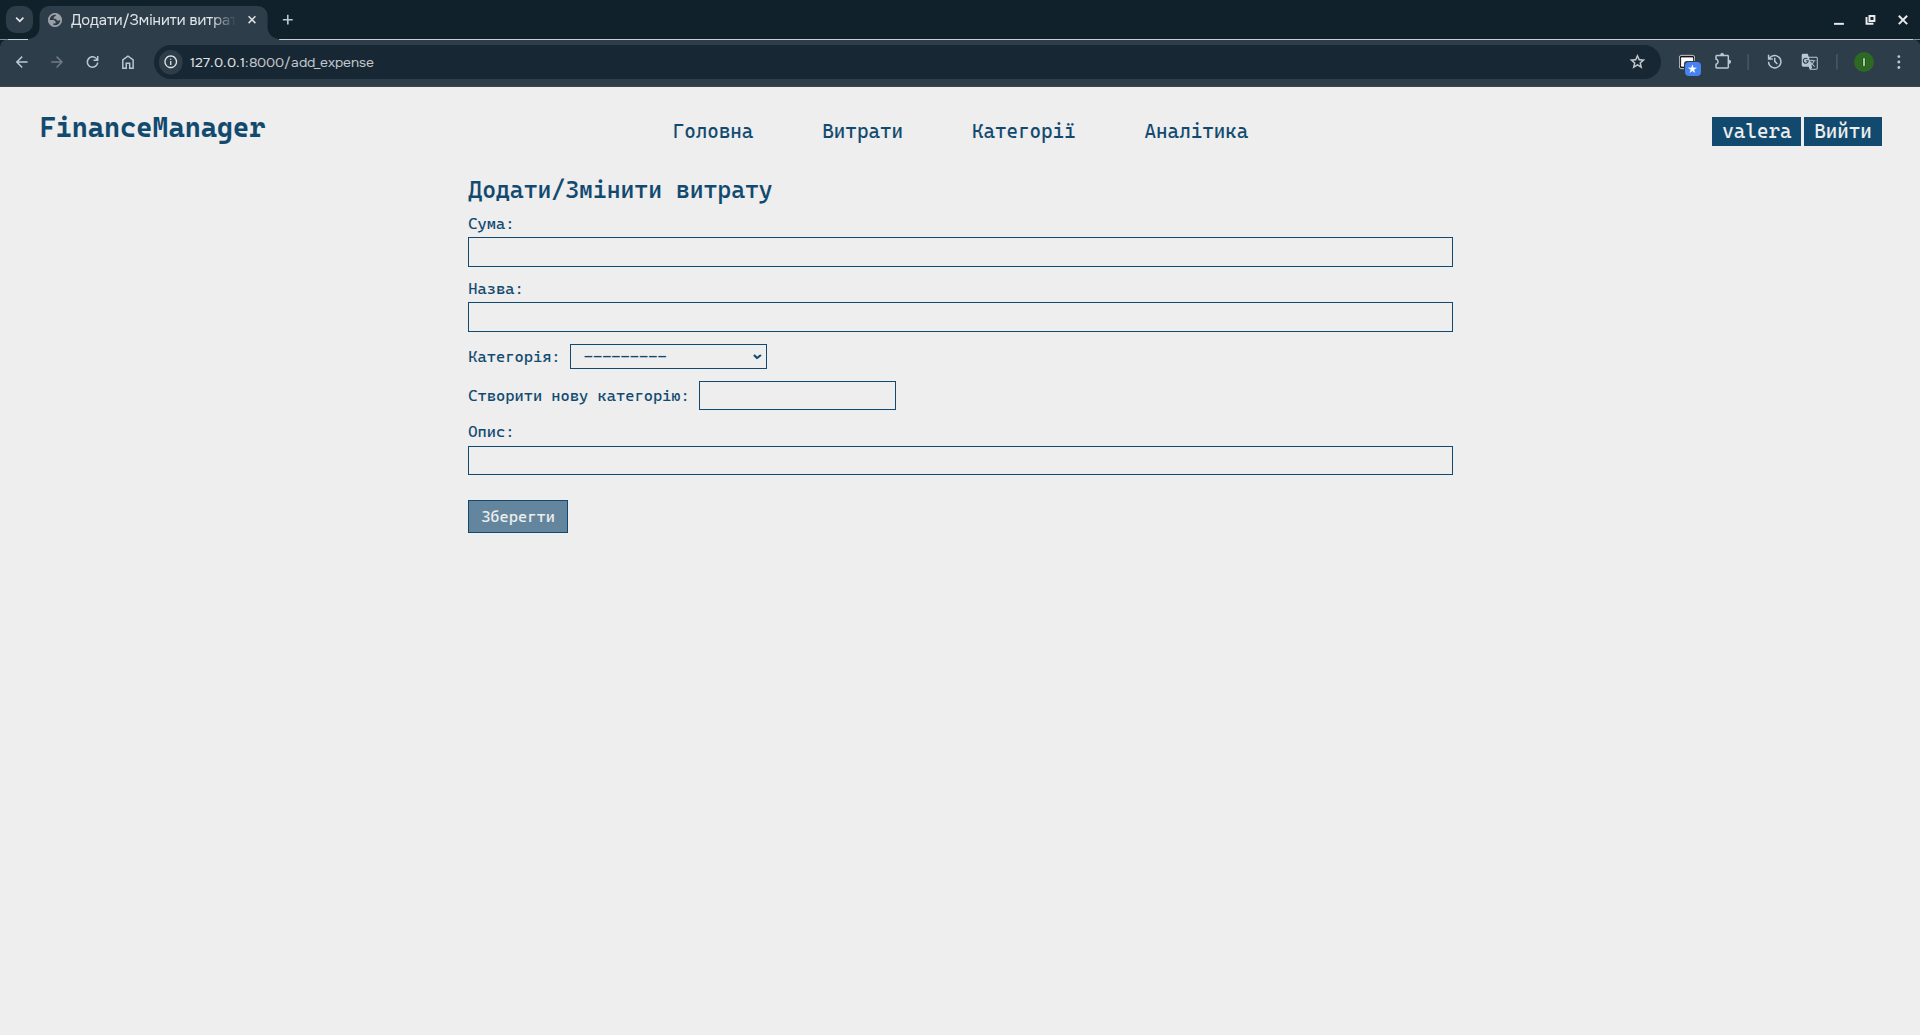 Додати/Змінити витрат
127.0.0.1:8000/add_expense
FinanceManager
Головна Витрати Категорії Аналітика
valera Вийти
Додати/Змінити витрату
Сума:
Назва:
Категорія: ---------
Створити нову категорію:
Опис:
Зберегти